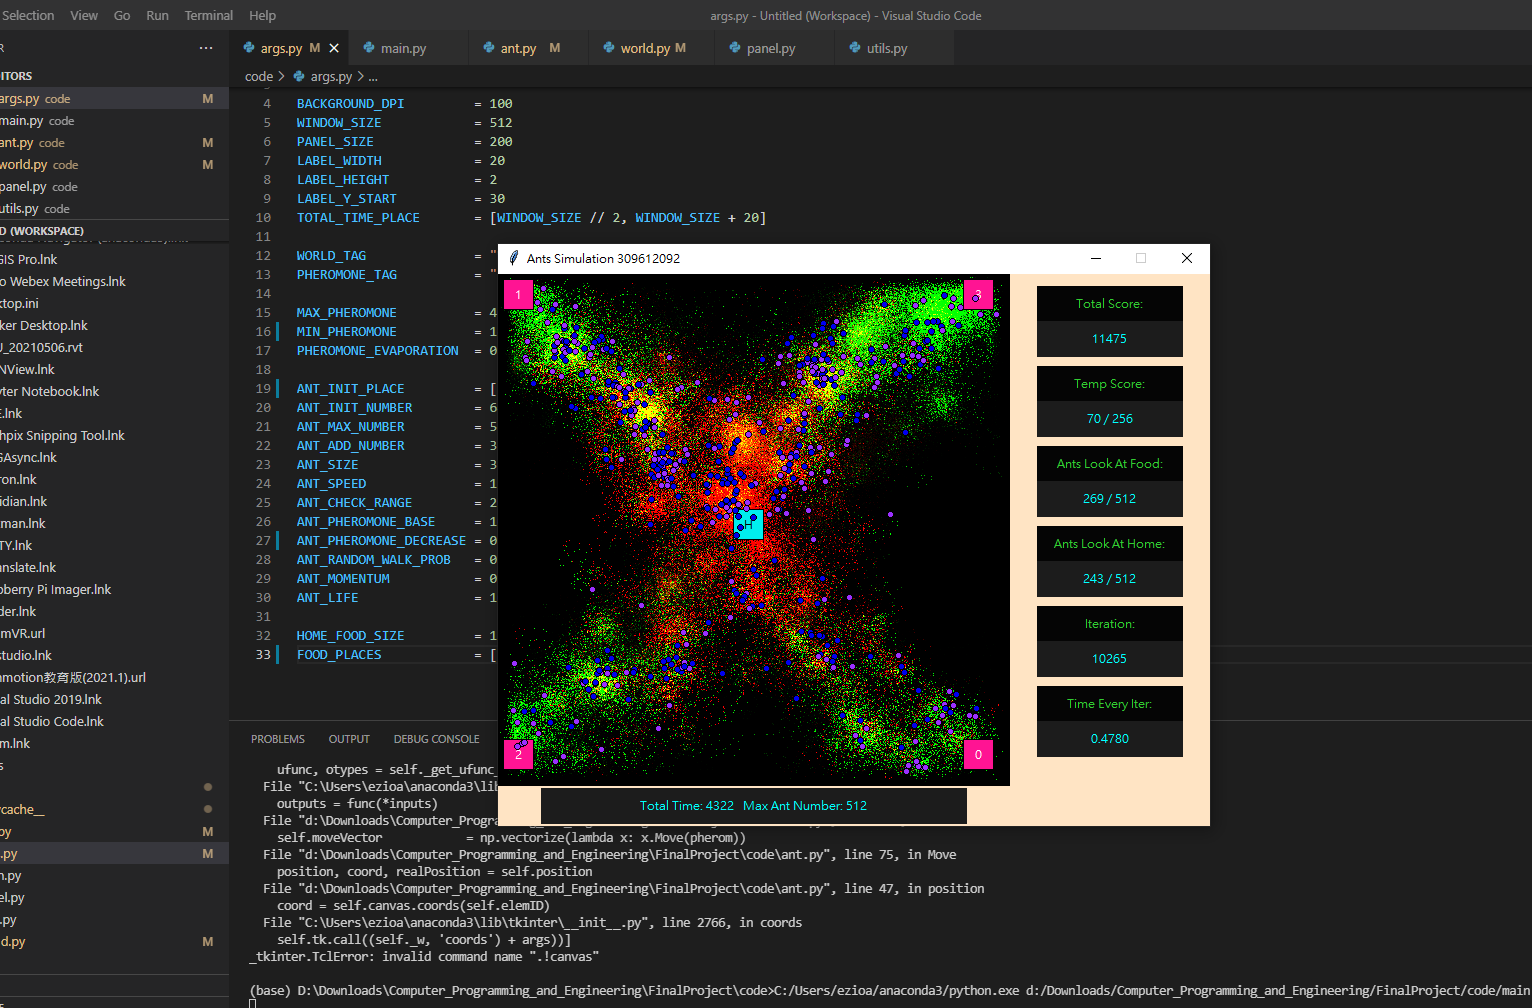 Selection View Go Run Terminal Help
args.py - Untitled (Workspace) - Visual Studio Code
R ···
args.py M
main.py
ant.py M
world.py M
panel.py
utils.py
ITORS
code > args.py > ...
args.py code M
main.py code
ant.py code M
world.py code M
panel.py code
utils.py code
D (WORKSPACE)
GIS Pro.lnk
o Webex Meetings.lnk
ktop.ini
ker Desktop.lnk
U_20210506.rvt
NView.lnk
yter Notebook.lnk
E.lnk
hpix Snipping Tool.lnk
GAsync.lnk
ron.lnk
idian.lnk
tman.lnk
TY.lnk
nslate.lnk
pberry Pi Imager.lnk
der.lnk
mVR.url
studio.lnk
nmotion教育版(2021.1).url
al Studio 2019.lnk
al Studio Code.lnk
m.lnk
s
ycache__
py M
.py M
n.py
el.py
.py
d.py M
4 BACKGROUND_DPI = 100
5 WINDOW_SIZE = 512
6 PANEL_SIZE = 200
7 LABEL_WIDTH = 20
8 LABEL_HEIGHT = 2
9 LABEL_Y_START = 30
10 TOTAL_TIME_PLACE = [WINDOW_SIZE // 2, WINDOW_SIZE + 20]
11
12 WORLD_TAG = "
13 PHEROMONE_TAG = "
14
15 MAX_PHEROMONE = 4
16 MIN_PHEROMONE = 1
17 PHEROMONE_EVAPORATION = 0
18
19 ANT_INIT_PLACE = [
20 ANT_INIT_NUMBER = 6
21 ANT_MAX_NUMBER = 5
22 ANT_ADD_NUMBER = 3
23 ANT_SIZE = 3
24 ANT_SPEED = 1
25 ANT_CHECK_RANGE = 2
26 ANT_PHEROMONE_BASE = 1
27 ANT_PHEROMONE_DECREASE = 0
28 ANT_RANDOM_WALK_PROB = 0
29 ANT_MOMENTUM = 0
30 ANT_LIFE = 1
31
32 HOME_FOOD_SIZE = 1
33 FOOD_PLACES = [
Ants Simulation 309612092
1
3
H
2
0
Total Score:
11475
Temp Score:
70 / 256
Ants Look At Food:
269 / 512
Ants Look At Home:
243 / 512
Iteration:
10265
Time Every Iter:
0.4780
Total Time: 4322 Max Ant Number: 512
PROBLEMS OUTPUT DEBUG CONSOLE
ufunc, otypes = self._get_ufunc_
File "C:\Users\ezioa\anaconda3\lib
outputs = func(*inputs)
File "d:\Downloads\Computer_Progra
self.moveVector = np.vectorize(lambda x: x.Move(pherom))
File "d:\Downloads\Computer_Programming_and_Engineering\FinalProject\code\ant.py", line 75, in Move
position, coord, realPosition = self.position
File "d:\Downloads\Computer_Programming_and_Engineering\FinalProject\code\ant.py", line 47, in position
coord = self.canvas.coords(self.elemID)
File "C:\Users\ezioa\anaconda3\lib\tkinter\__init__.py", line 2766, in coords
self.tk.call((self._w, 'coords') + args))]
_tkinter.TclError: invalid command name ".!canvas"
(base) D:\Downloads\Computer_Programming_and_Engineering\FinalProject\code>C:/Users/ezioa/anaconda3/python.exe d:/Downloads/Computer_Programming_and_Engineering/FinalProject/code/main